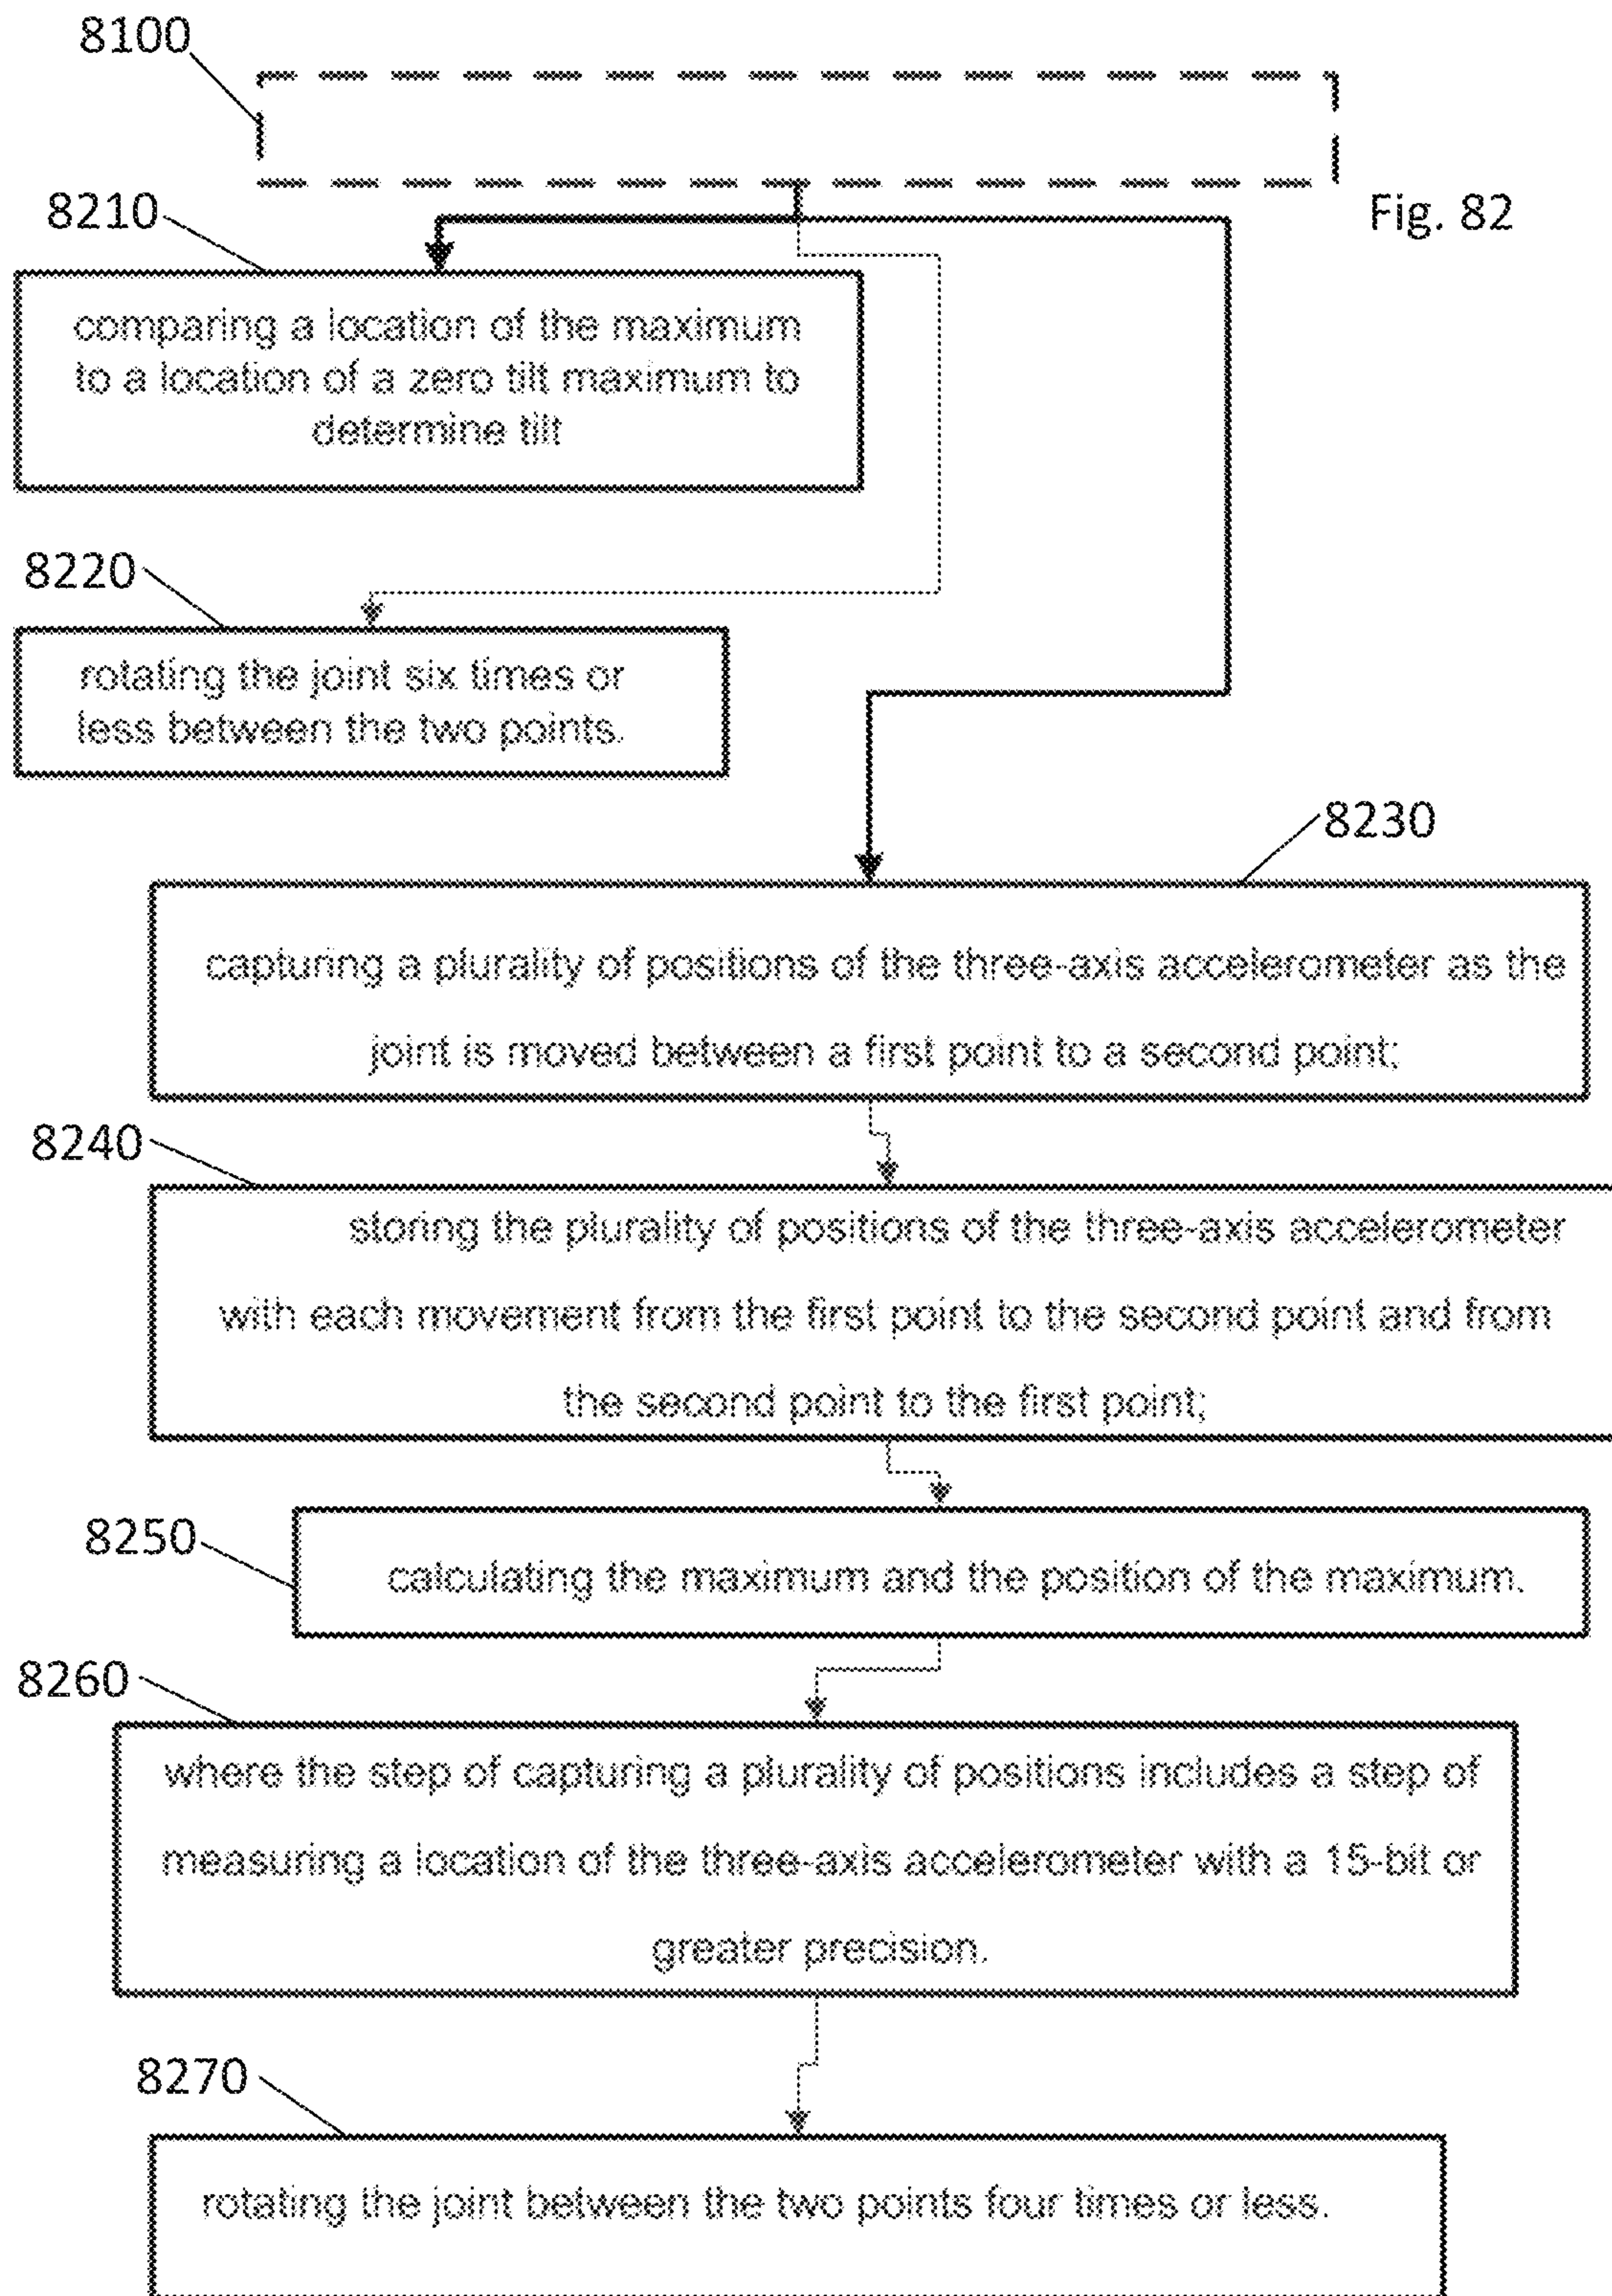 8100
Fig. 82
8210
comparing a location of the maximum
to a location of a zero tilt maximum to
determine tilt
8220
rotating the joint six times or
less between the two points.
8230
capturing a plurality of positions of the three-axis accelerometer as the
joint is moved between a first point to a second point;
8240
storing the plurality of positions of the three-axis accelerometer
with each movement from the first point to the second point and from
the second point to the first point;
8250
calculating the maximum and the position of the maximum.
8260
where the step of capturing a plurality of positions includes a step of
measuring a location of the three-axis accelerometer with a 15-bit or
greater precision.
8270
rotating the joint between the two points four times or less.